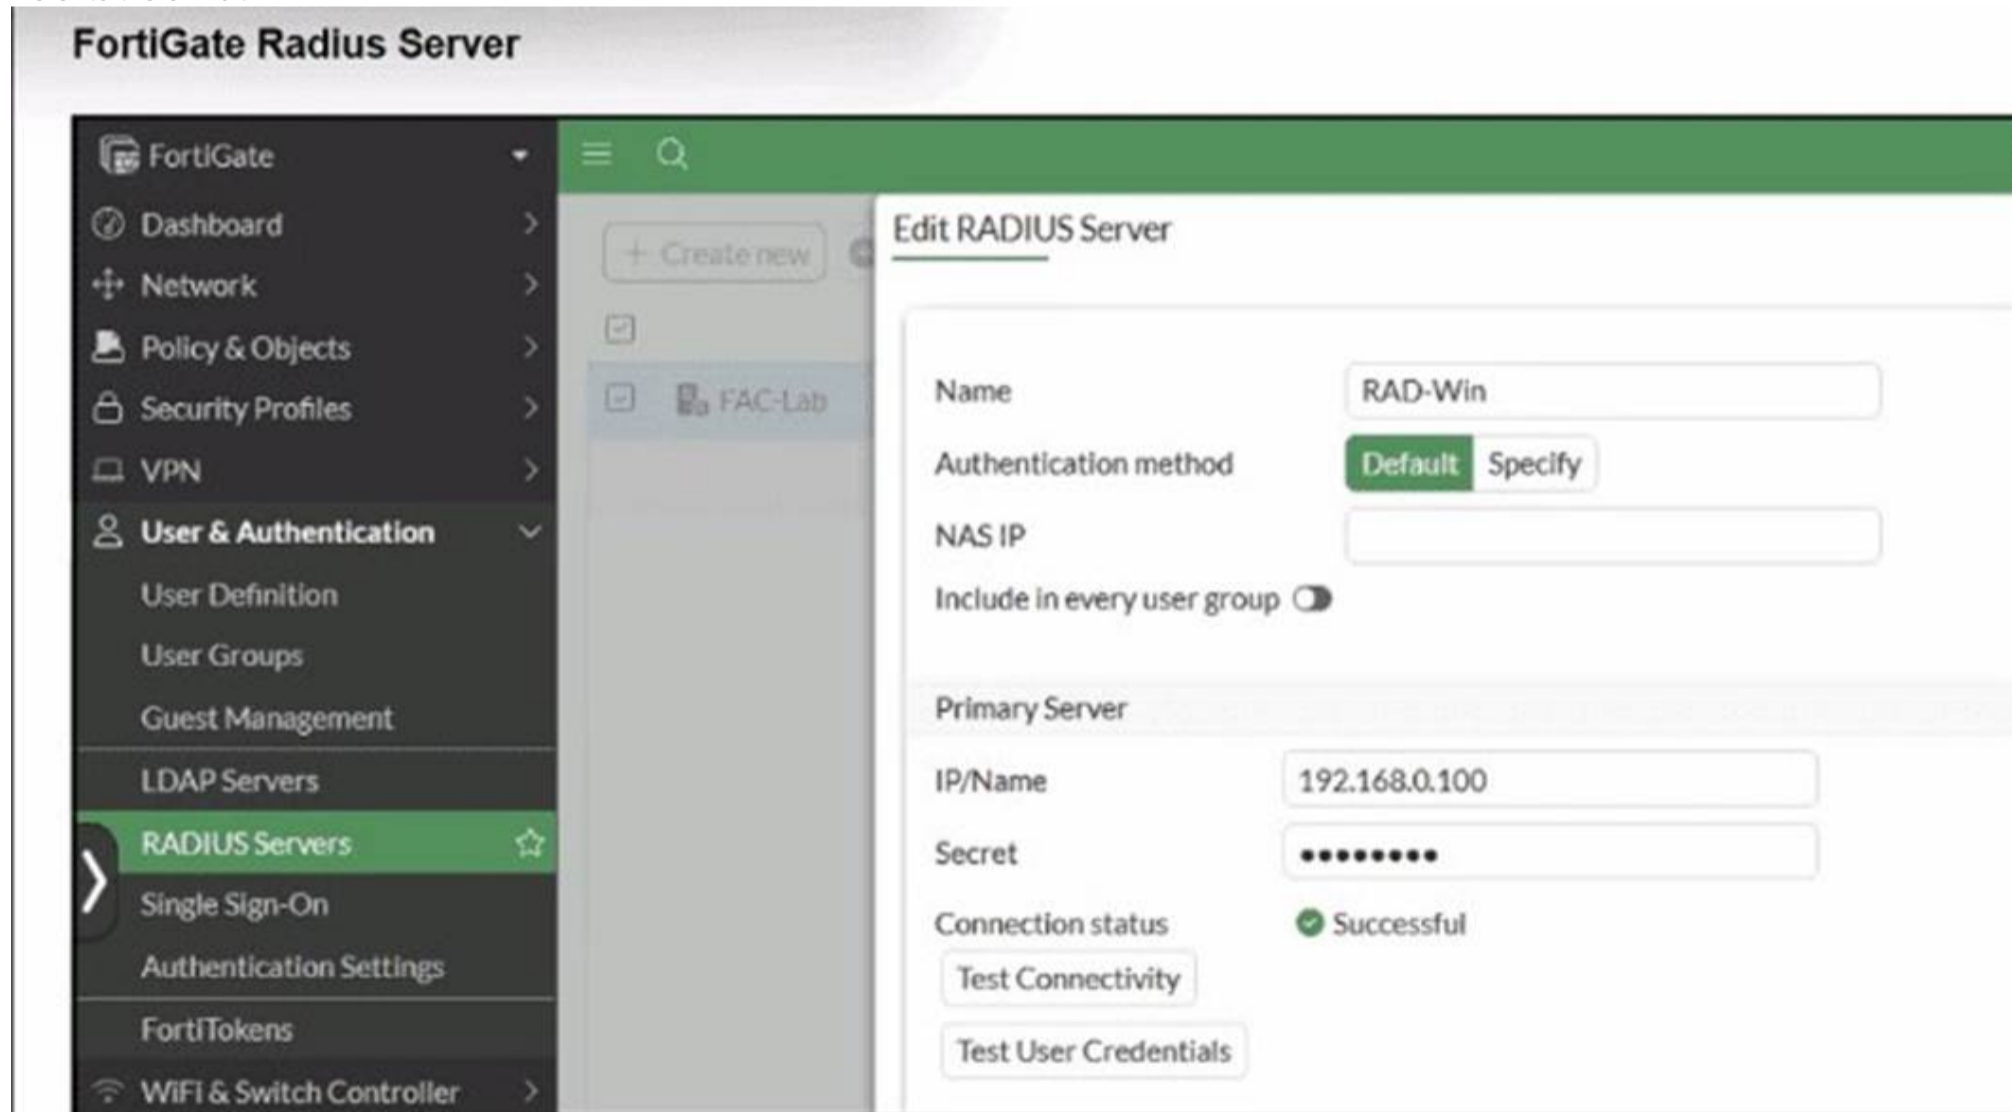 FortiGate Radius Server
FortiGate
Dashboard
Network
Policy & Objects
Security Profiles
VPN
User & Authentication
User Definition
User Groups
Guest Management
LDAP Servers
RADIUS Servers
Single Sign-On
Authentication Settings
FortiTokens
WiFi & Switch Controller
+ Create new
FAC-Lab
Edit RADIUS Server
Name RAD-Win
Authentication method Default Specify
NAS IP
Include in every user group
Primary Server
IP/Name 192.168.0.100
Secret ••••••••
Connection status Successful
Test Connectivity
Test User Credentials